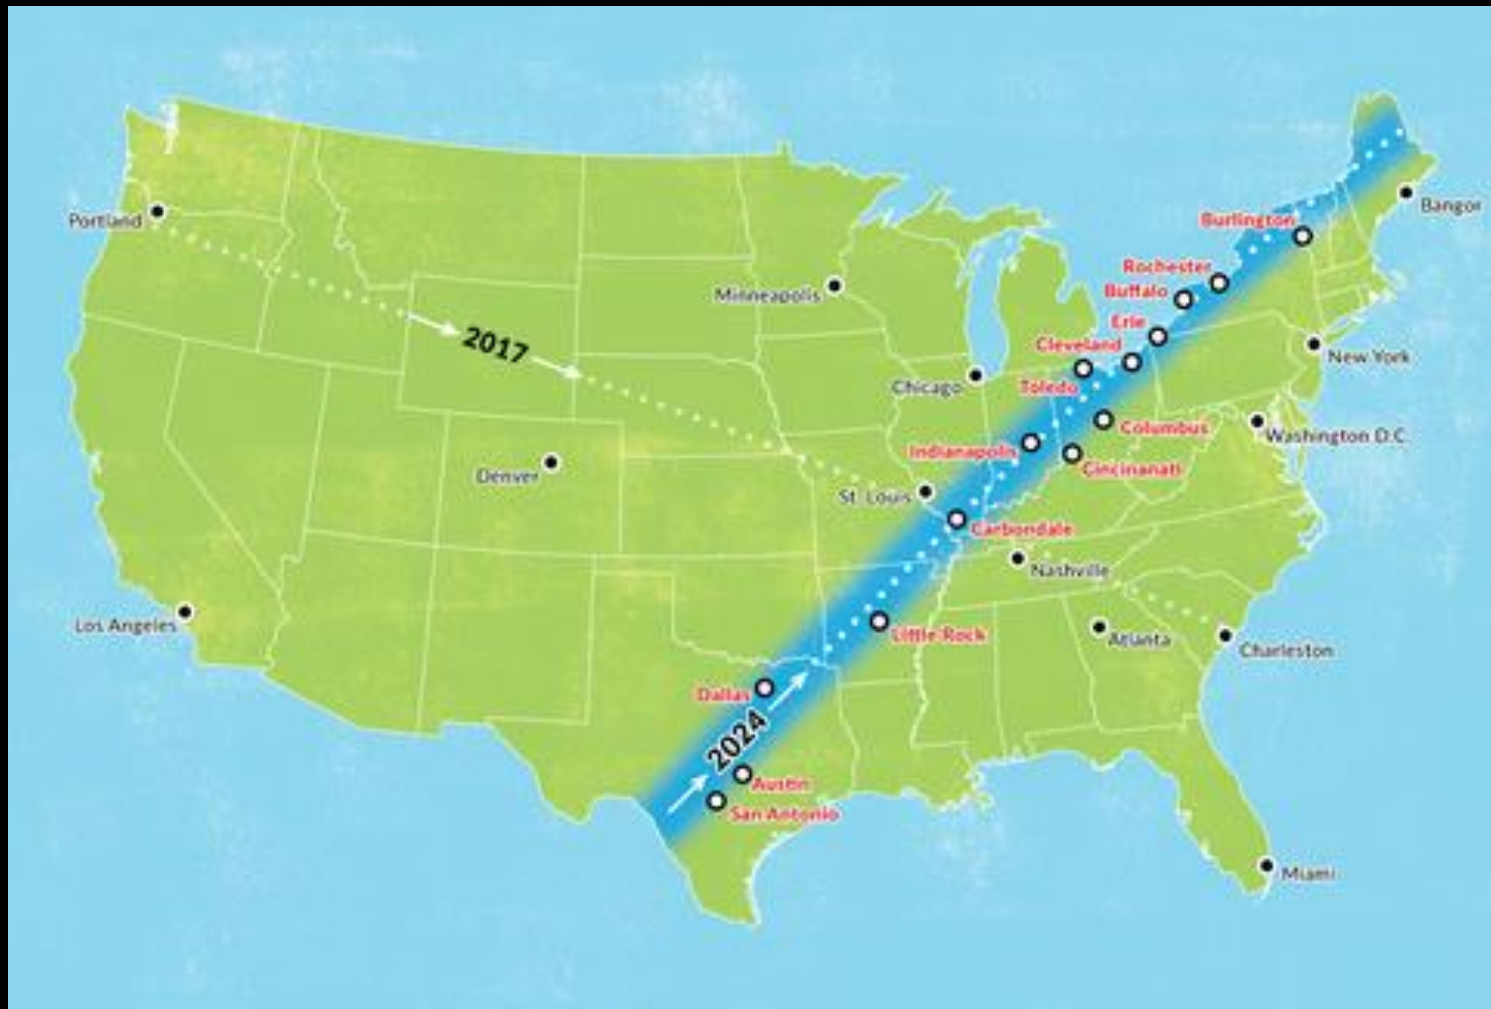 Portland
2017
Minneapolis
Chicago
Denver
Los Angeles
St. Louis
Bangor
Burlington
Rochester
Buffalo
Erie
Cleveland
Toledo
New York
Columbus
Washington D.C.
Indianapolis
Cincinanati
Carbondale
Nashville
Little Rock
Atlanta
Charleston
Dallas
2024
Austin
San Antonio
Miami